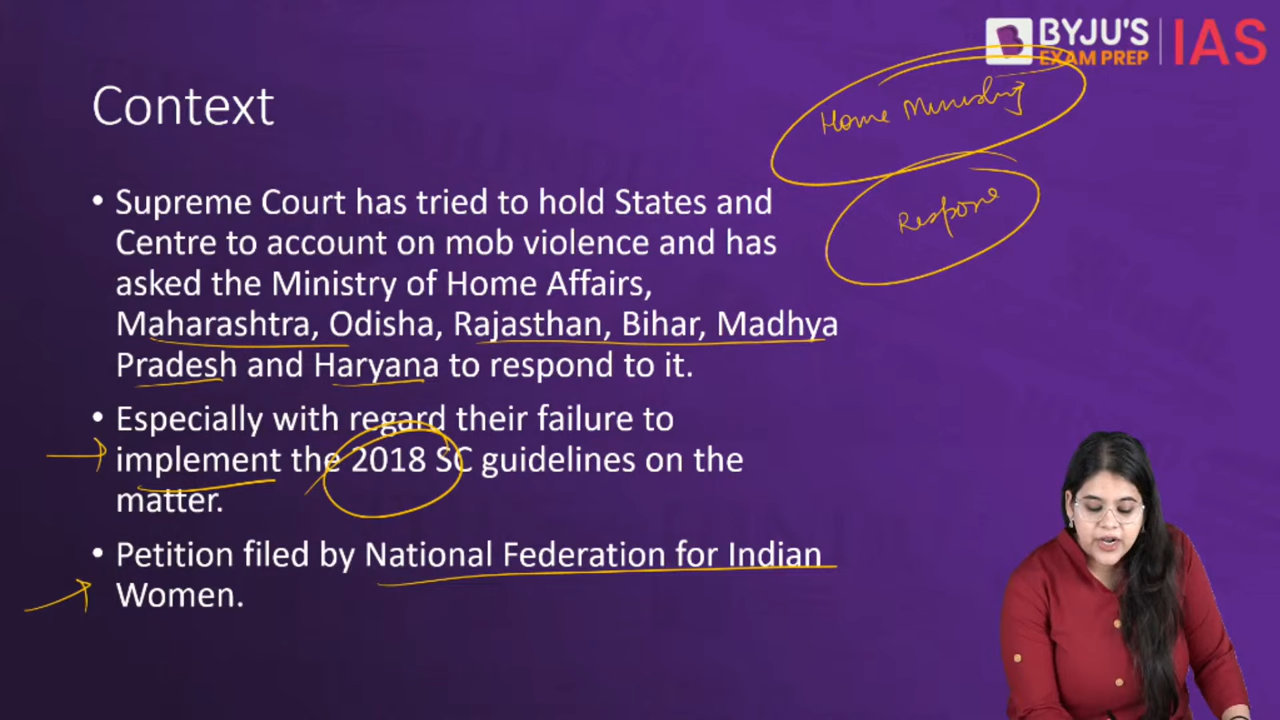 BYJU'S
EXAM PREP
IAS
Context
Home Ministry
Respone
• Supreme Court has tried to hold States and
Centre to account on mob violence and has
asked the Ministry of Home Affairs,
Maharashtra, Odisha, Rajasthan, Bihar, Madhya
Pradesh and Haryana to respond to it.
• Especially with regard their failure to
implement the 2018 SC guidelines on the
matter.
• Petition filed by National Federation for Indian
Women.